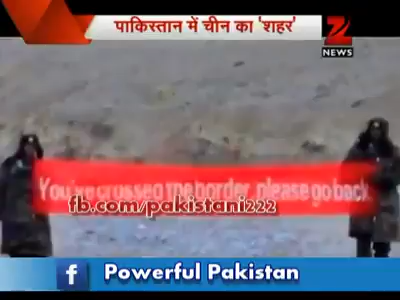 पाकिस्तान में चीन का 'शहर'
Z
NEWS
You've crossed the border, please go back.
fb.com/pakistani222
f Powerful Pakistan